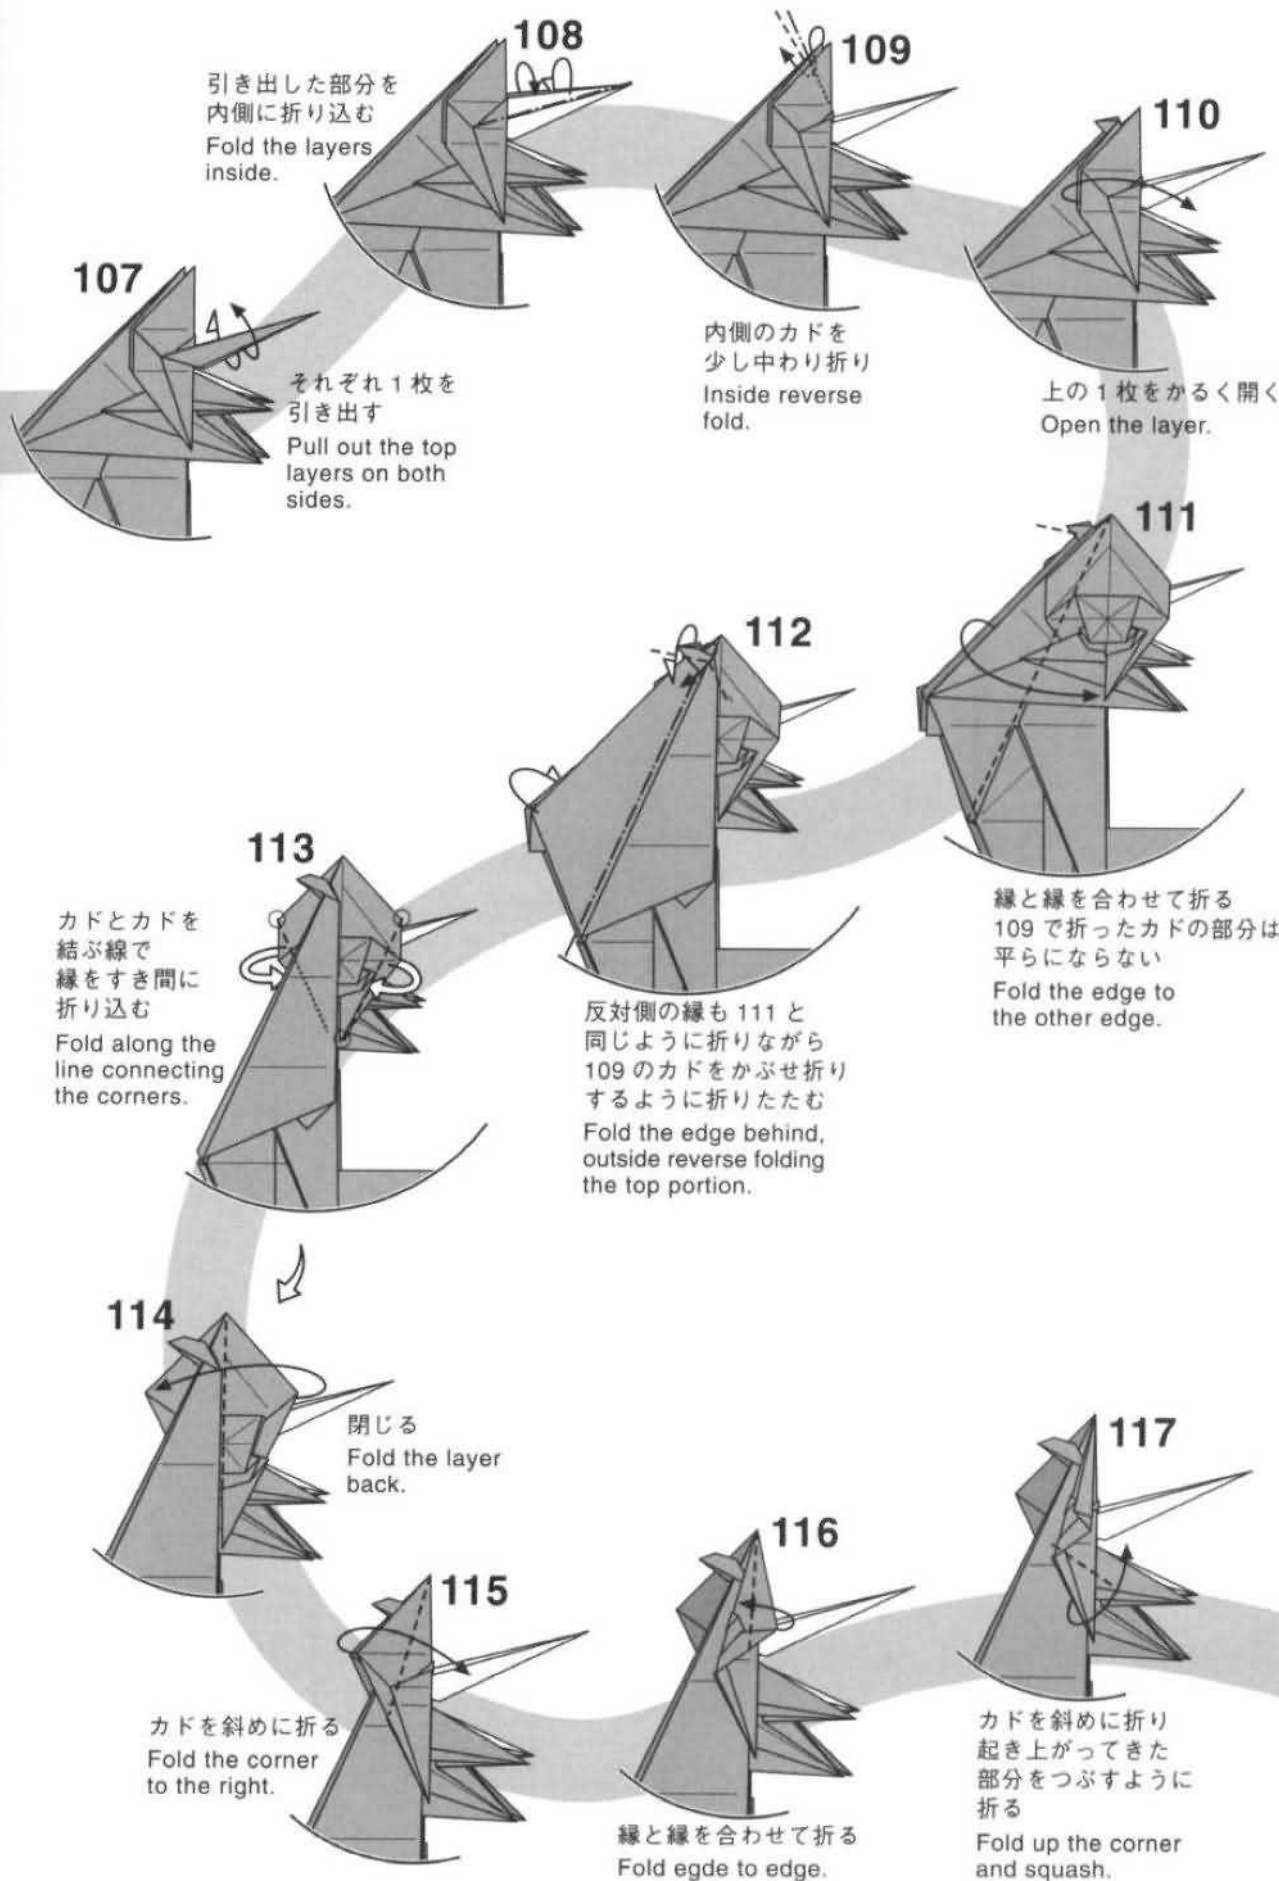 107
それぞれ1枚を
引き出す
Pull out the top
layers on both
sides.
108
引き出した部分を
内側に折り込む
Fold the layers
inside.
109
内側のカドを
少し中わり折り
Inside reverse
fold.
110
上の1枚をかるく開く
Open the layer.
111
縁と縁を合わせて折る
109で折ったカドの部分は
平らにならない
Fold the edge to
the other edge.
112
反対側の縁も111と
同じように折りながら
109のカドをかぶせ折り
するように折りたたむ
Fold the edge behind,
outside reverse folding
the top portion.
113
カドとカドを
結ぶ線で
縁をすき間に
折り込む
Fold along the
line connecting
the corners.
114
閉じる
Fold the layer
back.
115
カドを斜めに折る
Fold the corner
to the right.
116
縁と縁を合わせて折る
Fold egde to edge.
117
カドを斜めに折り
起き上がってきた
部分をつぶすように
折る
Fold up the corner
and squash.